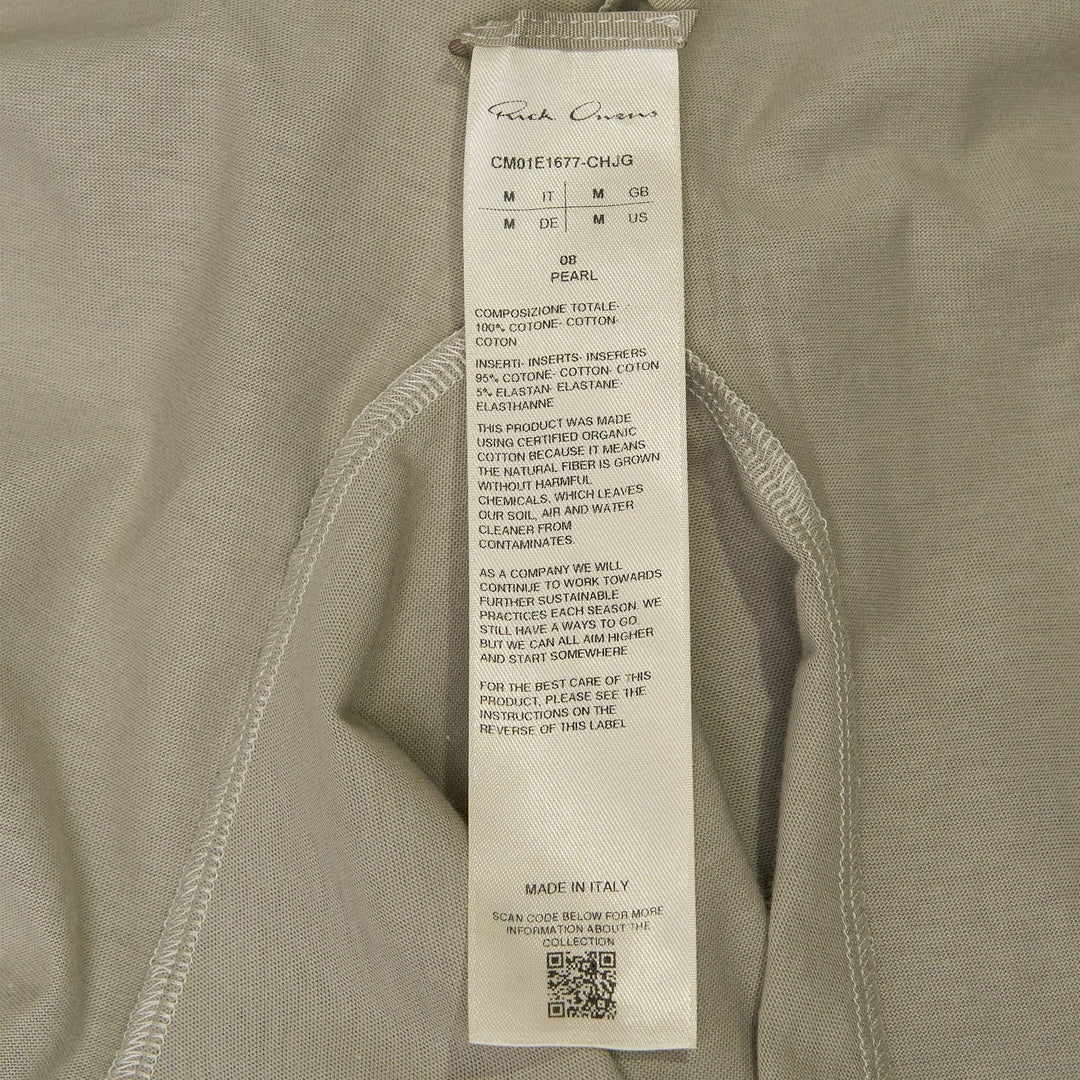 Rick Owens
CM01E1677-CHJG
M IT M GB
M DE M US
08
PEARL
COMPOSIZIONE TOTALE-
100% COTONE- COTTON-
COTON
INSERTI- INSERTS- INSERERS
95% COTONE- COTTON- COTON
5% ELASTAN- ELASTANE-
ELASTHANNE
THIS PRODUCT WAS MADE
USING CERTIFIED ORGANIC
COTTON BECAUSE IT MEANS
THE NATURAL FIBER IS GROWN
WITHOUT HARMFUL
CHEMICALS, WHICH LEAVES
OUR SOIL, AIR AND WATER
CLEANER FROM
CONTAMINATES.
AS A COMPANY WE WILL
CONTINUE TO WORK TOWARDS
FURTHER SUSTAINABLE
PRACTICES EACH SEASON. WE
STILL HAVE A WAYS TO GO
BUT WE CAN ALL AIM HIGHER
AND START SOMEWHERE
FOR THE BEST CARE OF THIS
PRODUCT, PLEASE SEE THE
INSTRUCTIONS ON THE
REVERSE OF THIS LABEL
MADE IN ITALY
SCAN CODE BELOW FOR MORE
INFORMATION ABOUT THE
COLLECTION